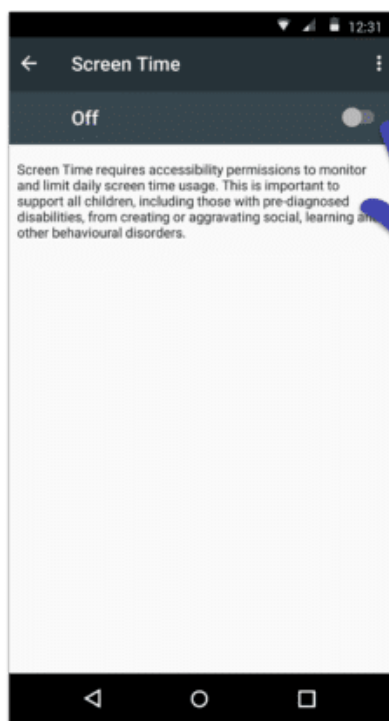 12:31
Screen Time
Off
Screen Time requires accessibility permissions to monitor
and limit daily screen time usage. This is important to
support all children, including those with pre-diagnosed
disabilities, from creating or aggravating social, learning
other behavioural disorders.